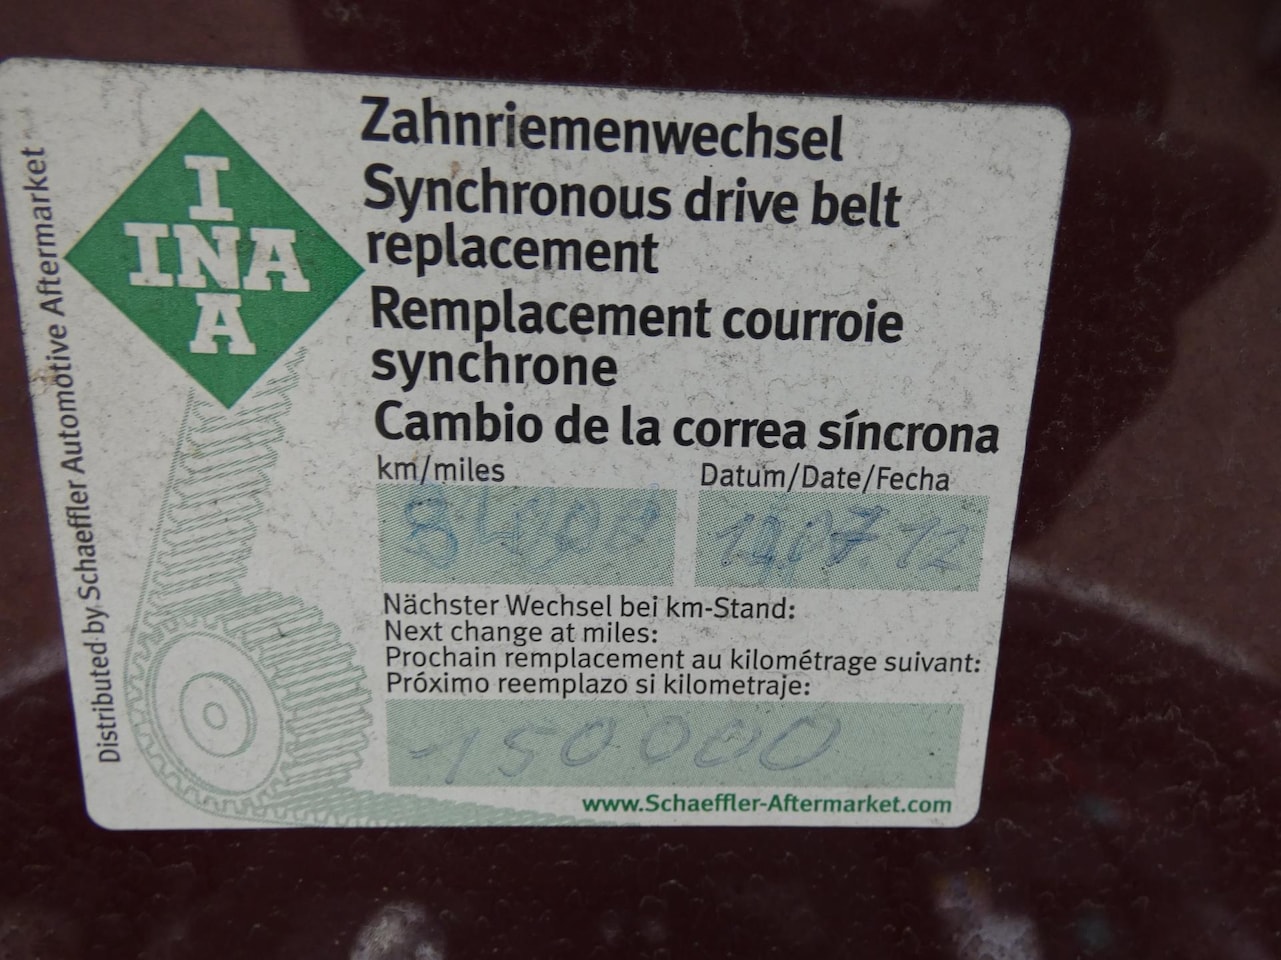 Distributed by Schaeffler Automotive Aftermarket
I
INA
A
Zahnriemenwechsel
Synchronous drive belt
replacement
Remplacement courroie
synchrone
Cambio de la correa síncrona
km/miles
Datum/Date/Fecha
Nächster Wechsel bei km-Stand:
Next change at miles:
Prochain remplacement au kilométrage suivant:
Próximo reemplazo si kilometraje:
150000
www.Schaeffler-Aftermarket.com